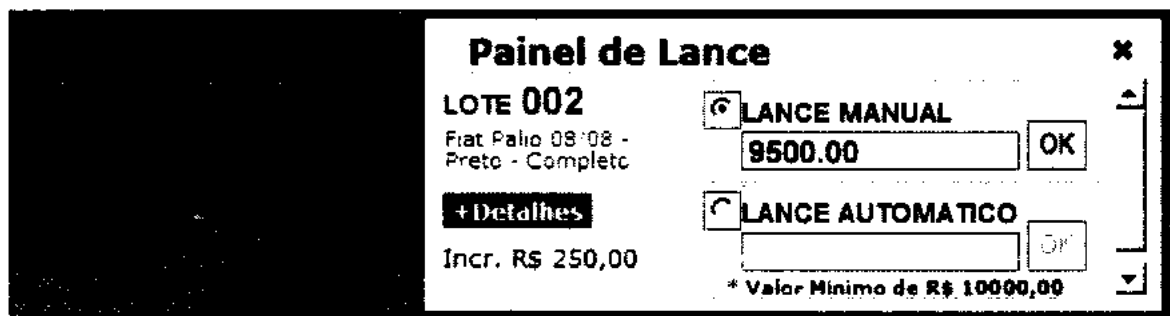 Painel de Lance
LOTE 002
Fiat Palio 08/08 -
Preto - Completo
+Detalhes
Incr. R$ 250,00
LANCE MANUAL
9500.00 OK
LANCE AUTOMATICO
OK
* Valor Minimo de R$ 10000,00